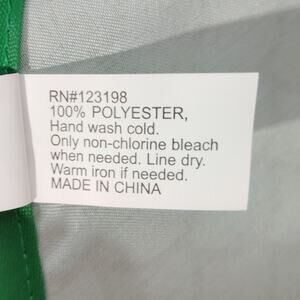 RN#123198
100% POLYESTER,
Hand wash cold.
Only non-chlorine bleach
when needed. Line dry.
Warm iron if needed.
MADE IN CHINA